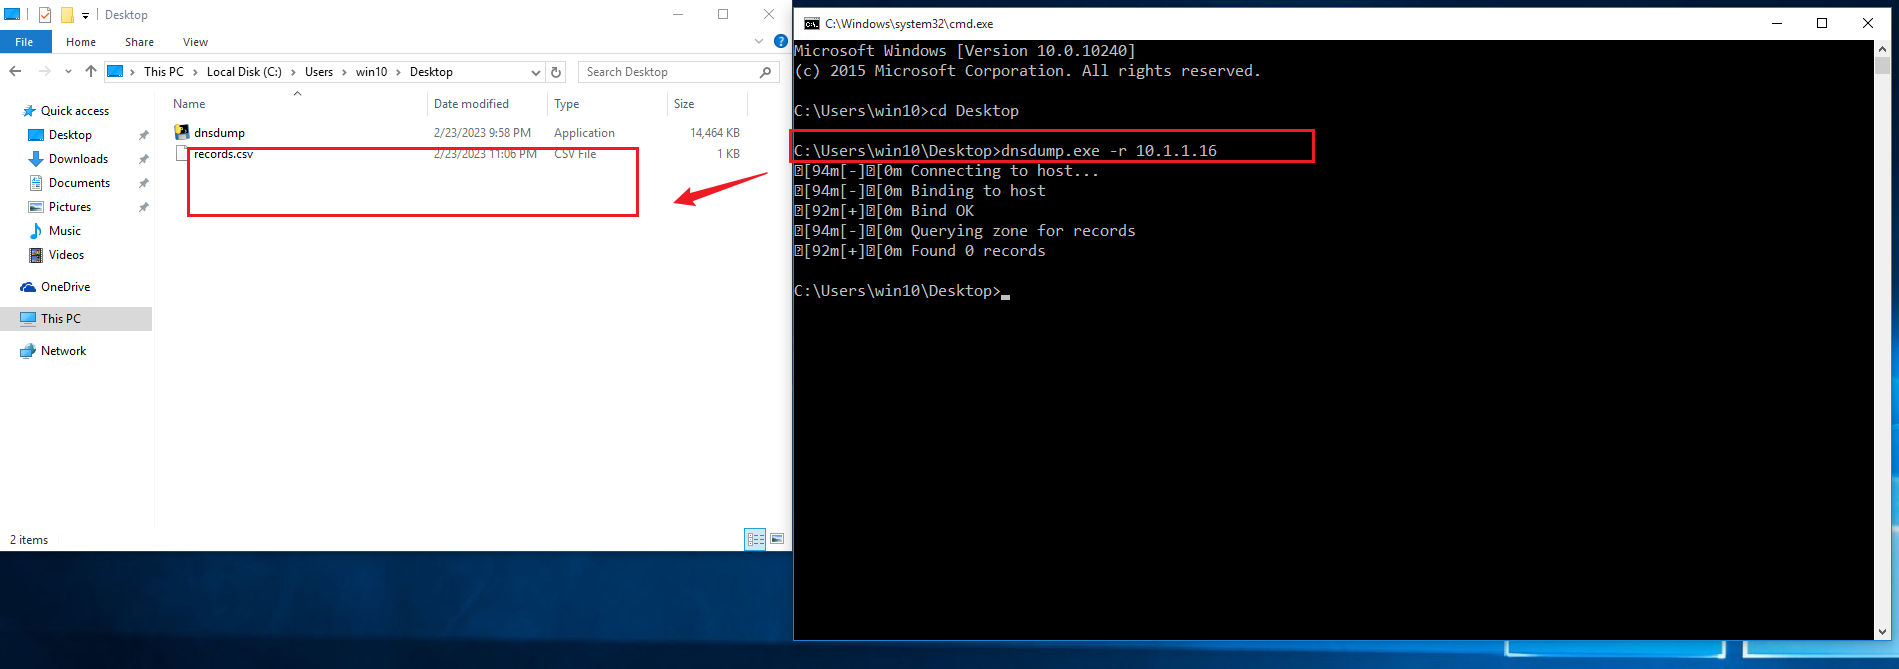 Desktop
File Home Share View
This PC Local Disk (C:) Users win10 Desktop
Search Desktop
Quick access
Desktop
Downloads
Documents
Pictures
Music
Videos
OneDrive
This PC
Network
Name Date modified Type Size
dnsdump 2/23/2023 9:58 PM Application 14,464 KB
records.csv 2/23/2023 11:06 PM CSV File 1 KB
2 items
C:\Windows\system32\cmd.exe
Microsoft Windows [Version 10.0.10240]
(c) 2015 Microsoft Corporation. All rights reserved.
C:\Users\win10>cd Desktop
C:\Users\win10\Desktop>dnsdump.exe -r 10.1.1.16
[94m[-][0m Connecting to host...
[94m[-][0m Binding to host
[92m[+][0m Bind OK
[94m[-][0m Querying zone for records
[92m[+][0m Found 0 records
C:\Users\win10\Desktop>